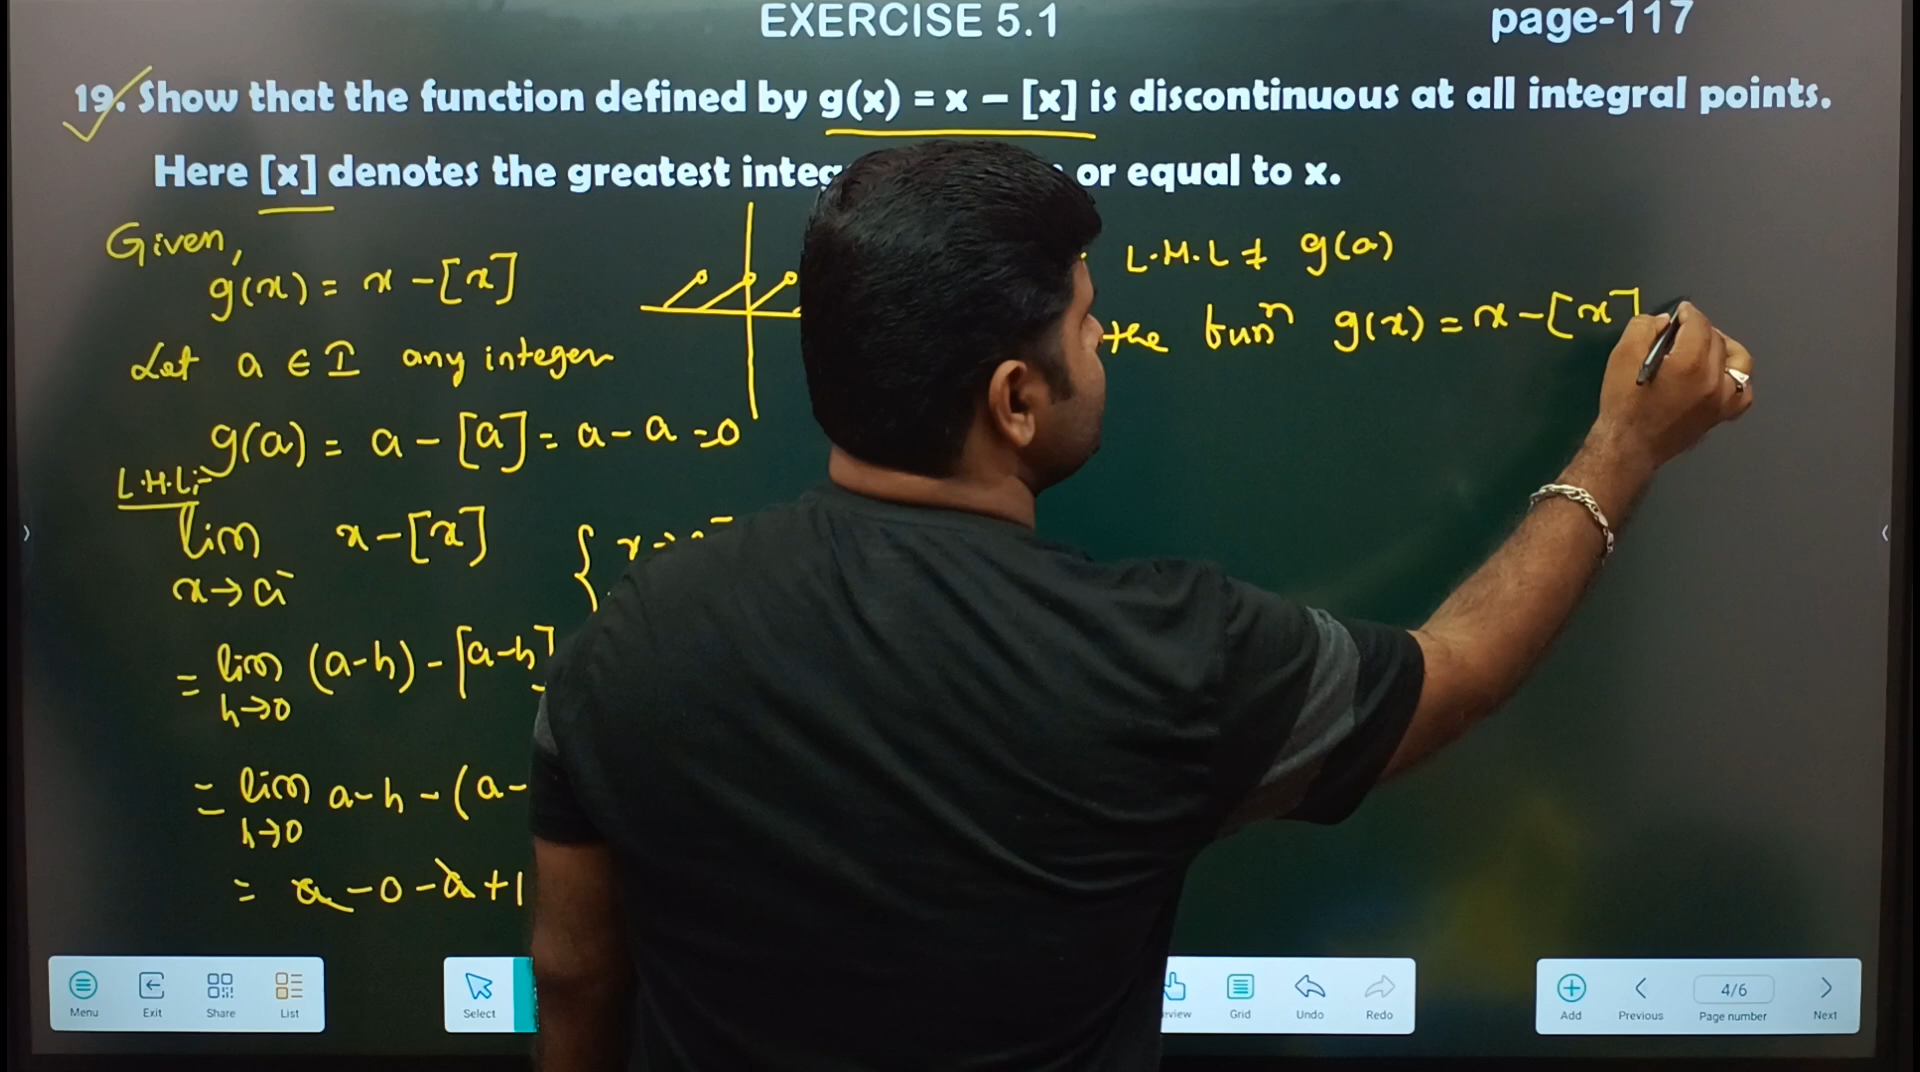 EXERCISE 5.1
page-117
19. Show that the function defined by g(x) = x – [x] is discontinuous at all integral points.
Here [x] denotes the greatest or equal to x.
Given,
g(x) = x - [x]
Let a ∈ I any integer
g(a) = a - [a] = a - a = 0
L.H.L:-
lim x - [x]
x→a⁻
= lim (a-h) - [a-h]
h→0
= lim a-h - (a-
h→0
= a - 0 - a + 1
L.H.L ≠ g(a)
the funⁿ g(x) = x - [x]
Menu
Exit
Share
List
Select
Grid
Undo
Redo
Add
Previous
4/6
Page number
Next